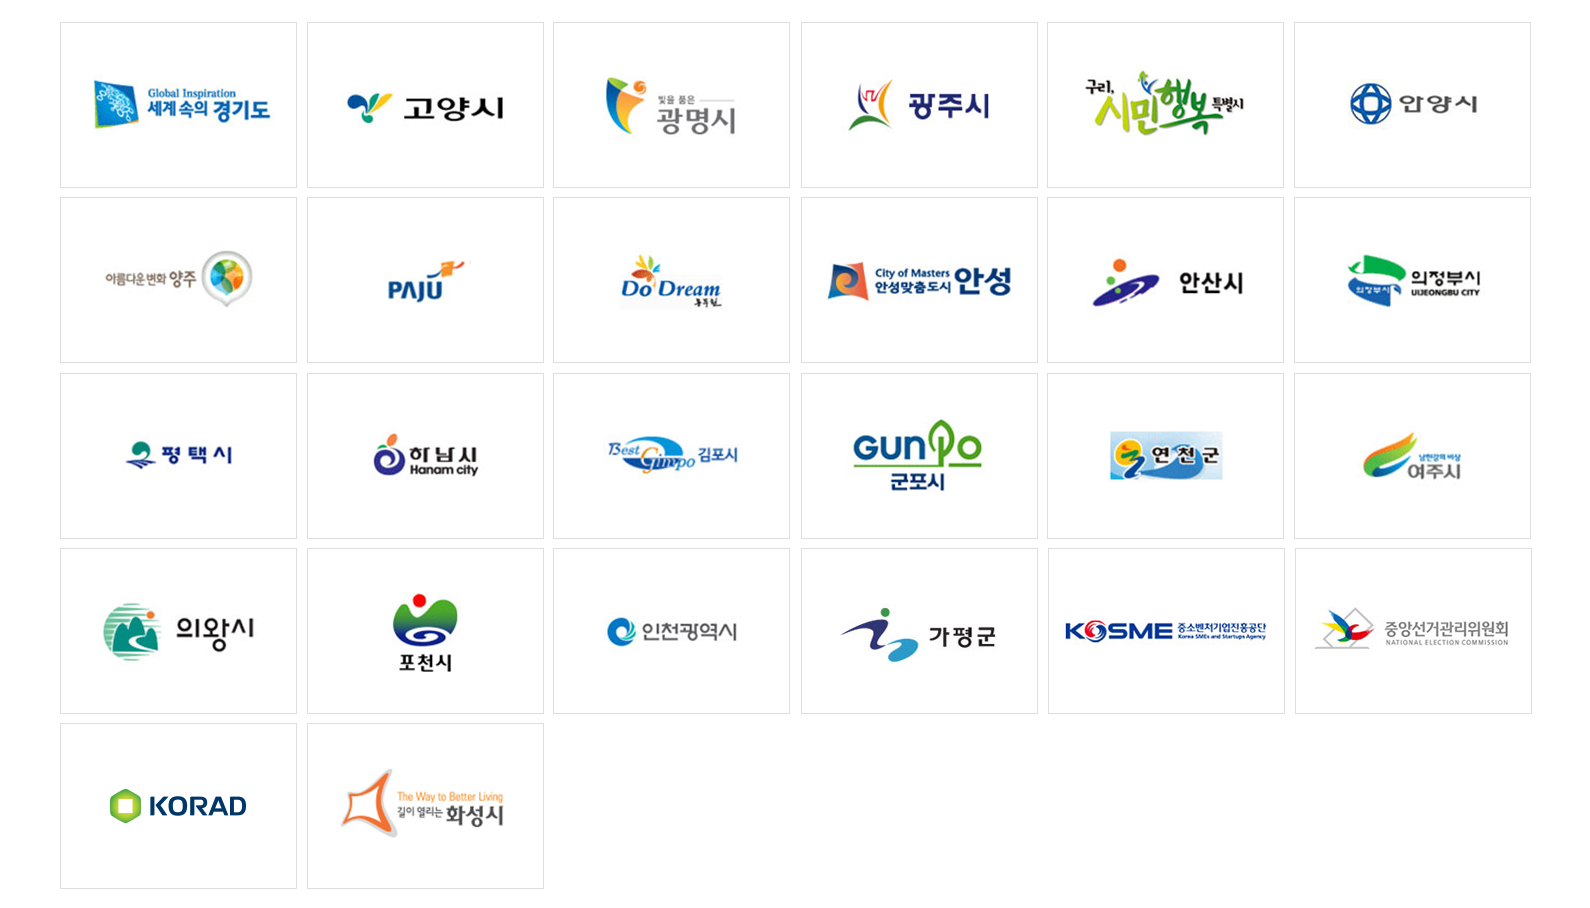 Global Inspiration
세계 속의 경기도
고양시
빛을 품은
광명시
광주시
구리,
시민행복특별시
안양시
아름다운 변화 양주
PAJU
Do Dream
동두천
City of Masters
안성맞춤도시 안성
안산시
의정부시
의정부시
UIJEONGBU CITY
평택시
하남시
Hanam city
Best
Gimpo 김포시
GUNPO
군포시
연천군
남한강의 비상
여주시
의왕시
포천시
인천광역시
가평군
KOSME 중소벤처기업진흥공단
Korea SMEs and Startups Agency
중앙선거관리위원회
NATIONAL ELECTION COMMISSION
KORAD
The Way to Better Living
길이 열리는 화성시